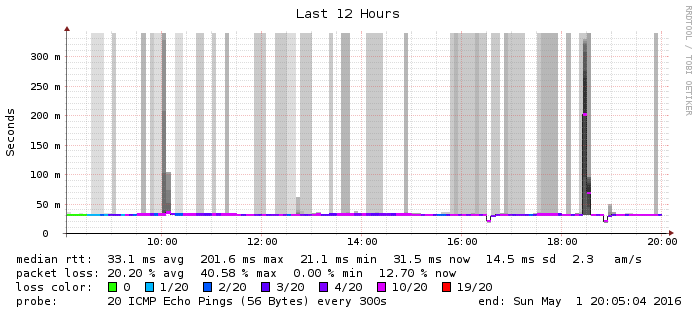 Last 12 Hours
RRDTOOL / TOBI OETIKER
Seconds
300 m
250 m
200 m
150 m
100 m
50 m
0
10:00 12:00 14:00 16:00 18:00 20:00
median rtt: 33.1 ms avg 201.6 ms max 21.1 ms min 31.5 ms now 14.5 ms sd 2.3 am/s
packet loss: 20.20 % avg 40.58 % max 0.00 % min 12.70 % now
loss color: 0 1/20 2/20 3/20 4/20 10/20 19/20
probe: 20 ICMP Echo Pings (56 Bytes) every 300s end: Sun May 1 20:05:04 2016